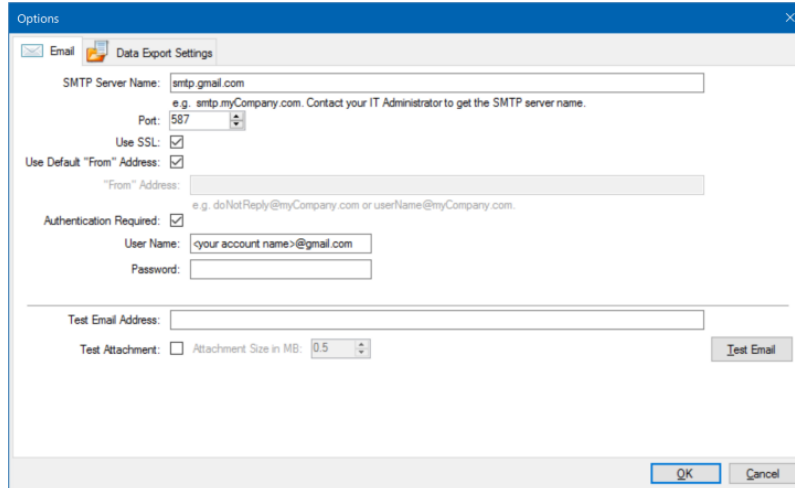 Options
Email Data Export Settings
SMTP Server Name: smtp.gmail.com
e.g. smtp.myCompany.com. Contact your IT Administrator to get the SMTP server name.
Port: 587
Use SSL:
Use Default "From" Address:
"From" Address:
e.g. doNotReply@myCompany.com or userName@myCompany.com.
Authentication Required:
User Name: <your account name>@gmail.com
Password:
Test Email Address:
Test Attachment: Attachment Size in MB: 0.5 Test Email
OK Cancel